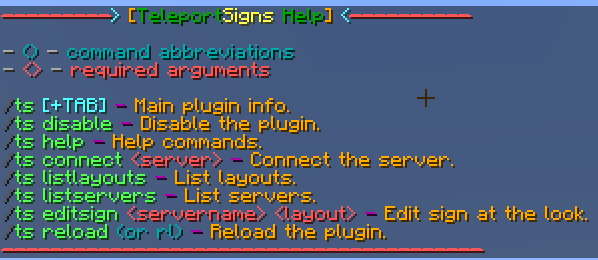 ----------> [TeleportSigns Help] <----------
- () - command abbreviations
- <> - required arguments
/ts [+TAB] - Main plugin info.
/ts disable - Disable the plugin.
/ts help - Help commands.
/ts connect <server> - Connect the server.
/ts listlayouts - List layouts.
/ts listservers - List servers.
/ts editsign <servername> <layout> - Edit sign at the look.
/ts reload (or rl) - Reload the plugin.